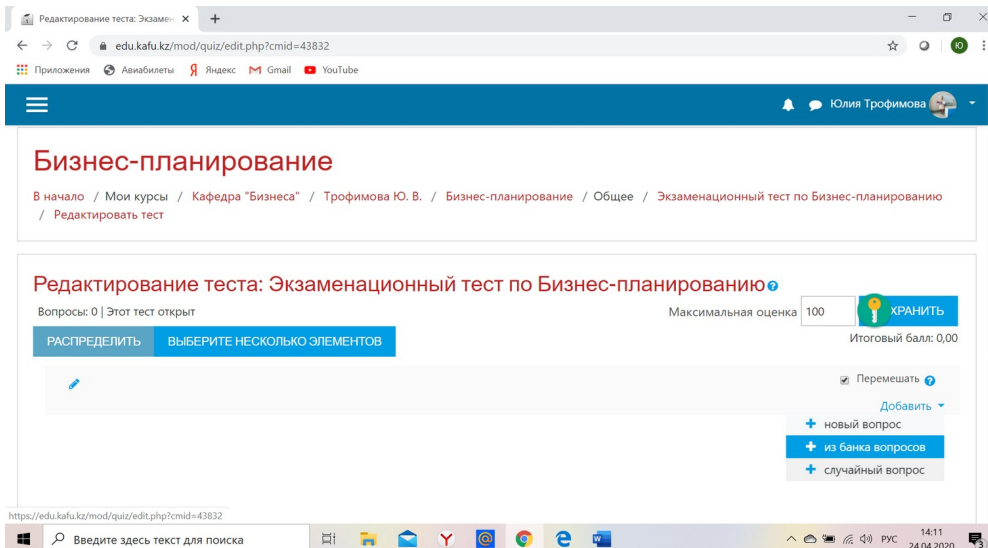 Редактирование теста: Экзамен
edu.kafu.kz/mod/quiz/edit.php?cmid=43832
Ю
Приложения Авиабилеты Яндекс Gmail YouTube
Юлия Трофимова
Бизнес-планирование
В начало / Мои курсы / Кафедра "Бизнеса" / Трофимова Ю. В. / Бизнес-планирование / Общее / Экзаменационный тест по Бизнес-планированию
/ Редактировать тест
Редактирование теста: Экзаменационный тест по Бизнес-планированию
Вопросы: 0 | Этот тест открыт
Максимальная оценка 100 ХРАНИТЬ
РАСПРЕДЕЛИТЬ ВЫБЕРИТЕ НЕСКОЛЬКО ЭЛЕМЕНТОВ
Итоговый балл: 0,00
Перемешать
Добавить
новый вопрос
из банка вопросов
случайный вопрос
https://edu.kafu.kz/mod/quiz/edit.php?cmid=43832
Введите здесь текст для поиска
РУС
14:11
24.04.2020